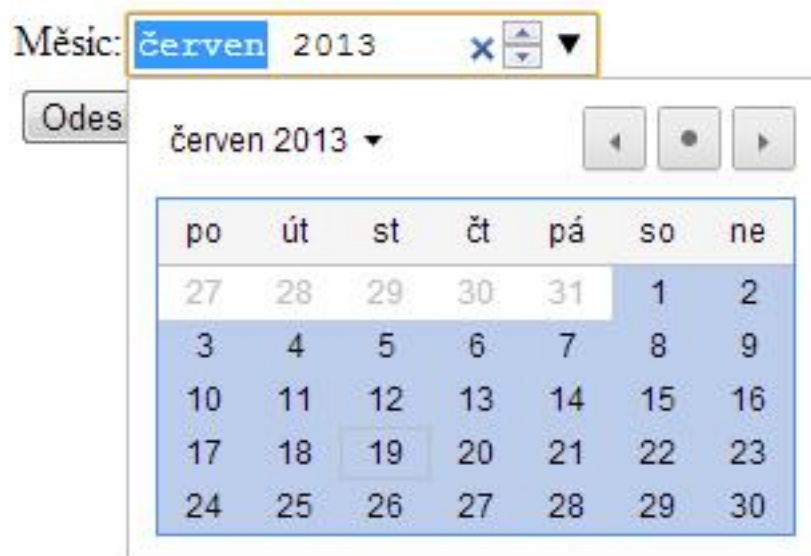 Měsíc: červen 2013
Odes
červen 2013
po út st čt pá so ne
27 28 29 30 31 1 2
3 4 5 6 7 8 9
10 11 12 13 14 15 16
17 18 19 20 21 22 23
24 25 26 27 28 29 30